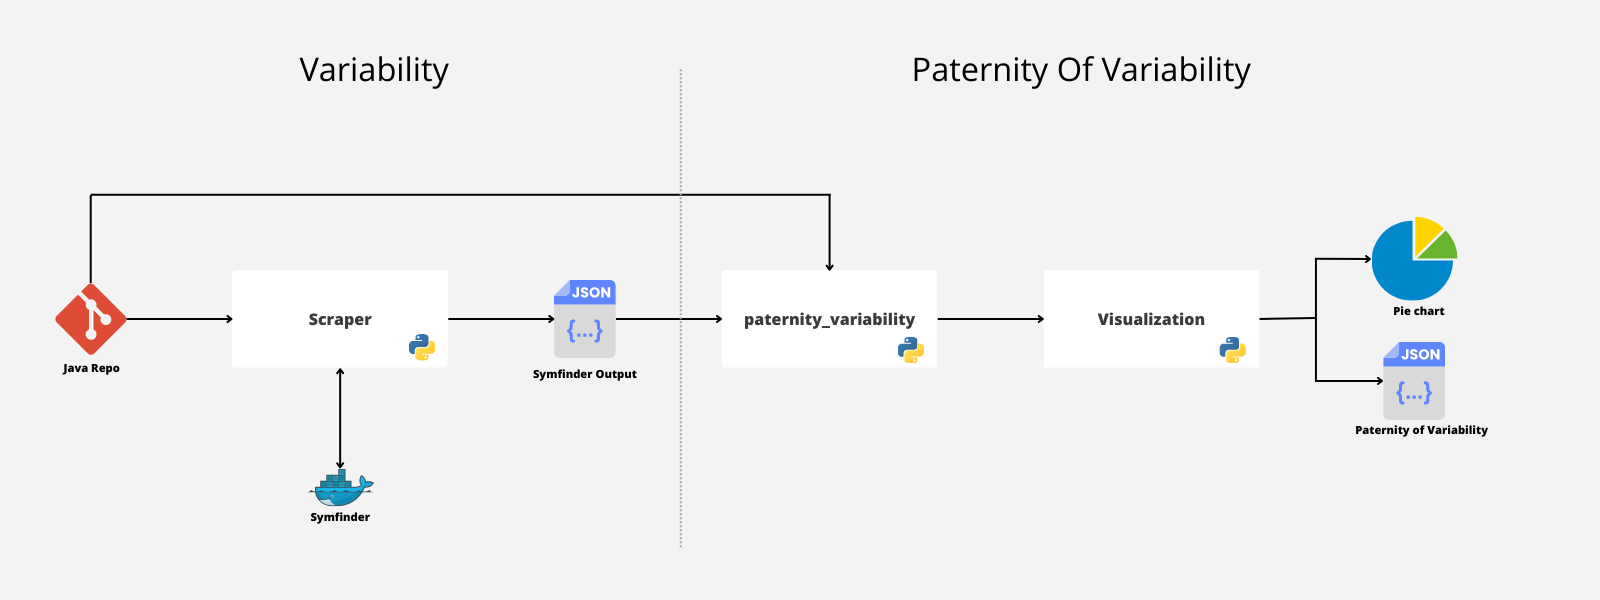 Variability
Paternity Of Variability
Java Repo
Scraper
Symfinder
JSON
{...}
Symfinder Output
paternity_variability
Visualization
Pie chart
JSON
{...}
Paternity of Variability